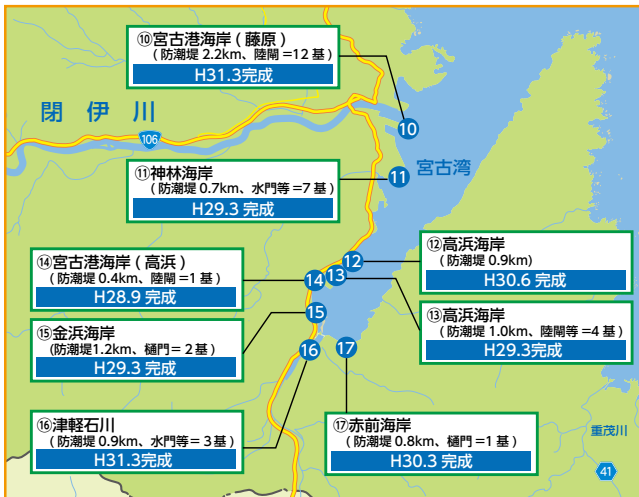 ⑩宮古港海岸（藤原）
（防潮堤 2.2km、陸閘 =12 基）
H31.3完成
閉 伊 川
106
10
宮古湾
⑪神林海岸
（防潮堤 0.7km、水門等 =7 基）
H29.3 完成
11
⑫高浜海岸
（防潮堤 0.9km）
H30.6 完成
12
⑭宮古港海岸（高浜）
（防潮堤 0.4km、陸閘 =1 基）
H28.9 完成
14
13
⑬高浜海岸
（防潮堤 1.0km、陸閘等 =4 基）
H29.3完成
⑮金浜海岸
(防潮堤1.2km、樋門＝ 2 基）
H29.3 完成
15
16
17
⑯津軽石川
（防潮堤 0.9km、水門等＝ 3 基）
H31.3完成
⑰赤前海岸
（防潮堤 0.8km、樋門 =1 基）
H30.3 完成
重茂川
41